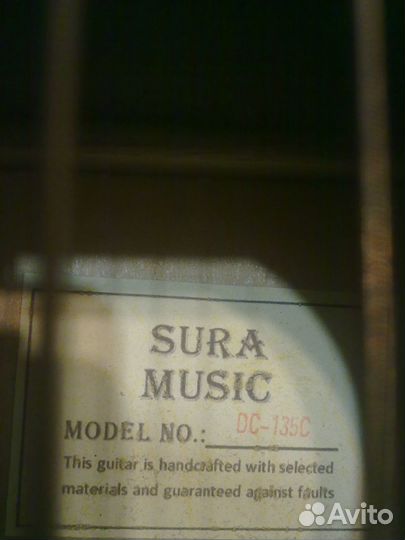 SURA
MUSIC
MODEL NO.: DC-135C
This guitar is handcrafted with selected
materials and guaranteed against faults
Avito